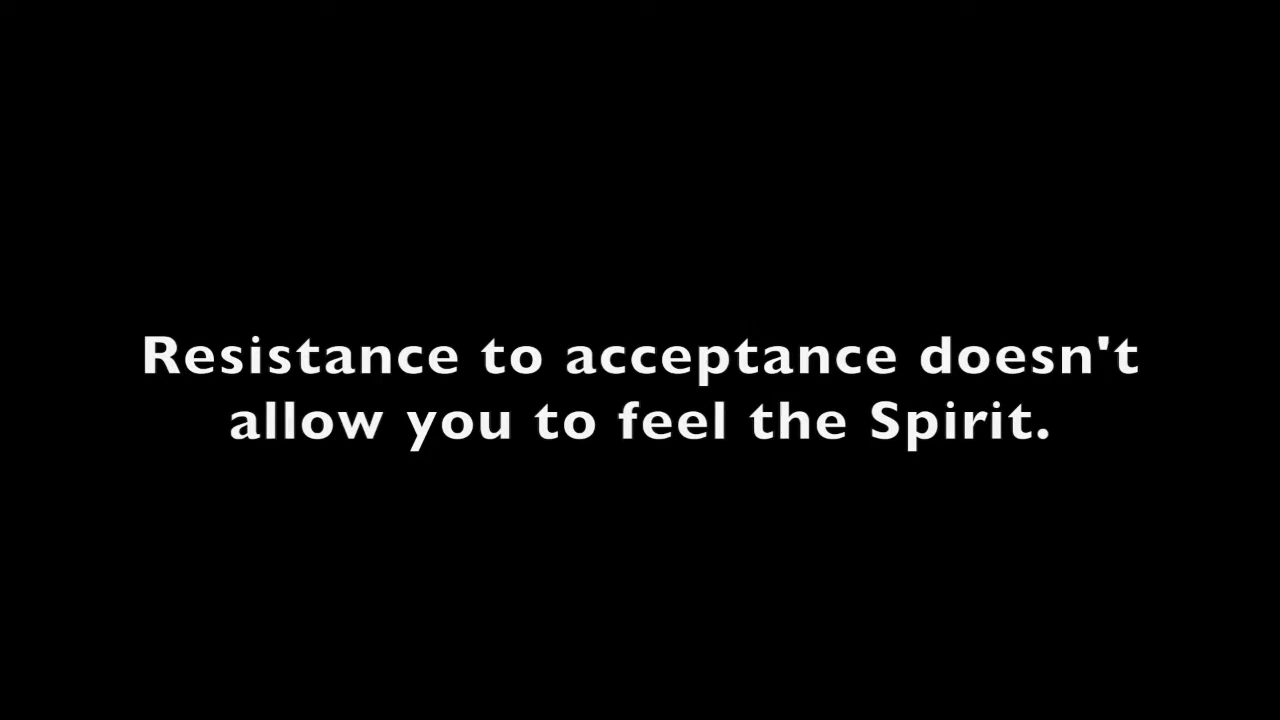 Resistance to acceptance doesn't
allow you to feel the Spirit.